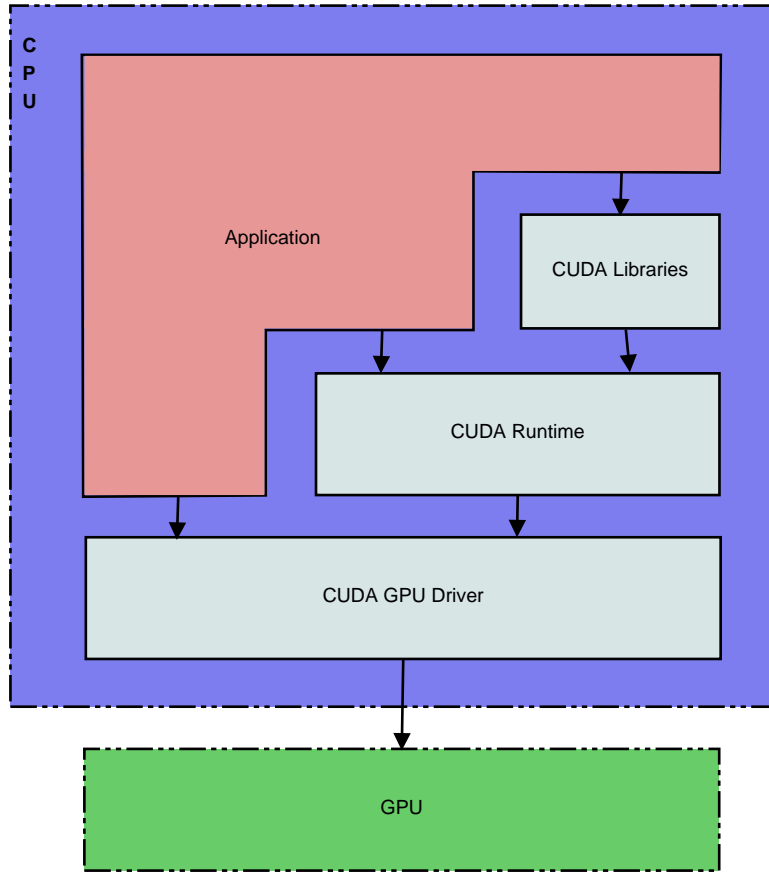 C
P
U
Application
CUDA Libraries
CUDA Runtime
CUDA GPU Driver
GPU